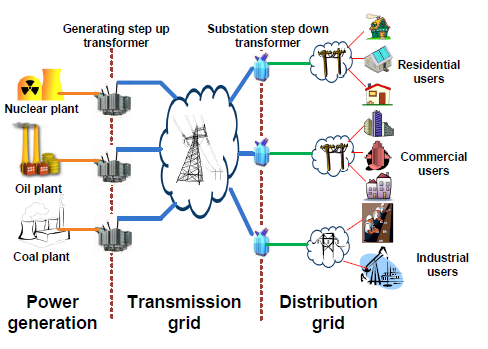 Generating step up
transformer
Substation step down
transformer
Nuclear plant
Residential
users
Oil plant
Commercial
users
Coal plant
Industrial
users
Power
generation
Transmission
grid
Distribution
grid